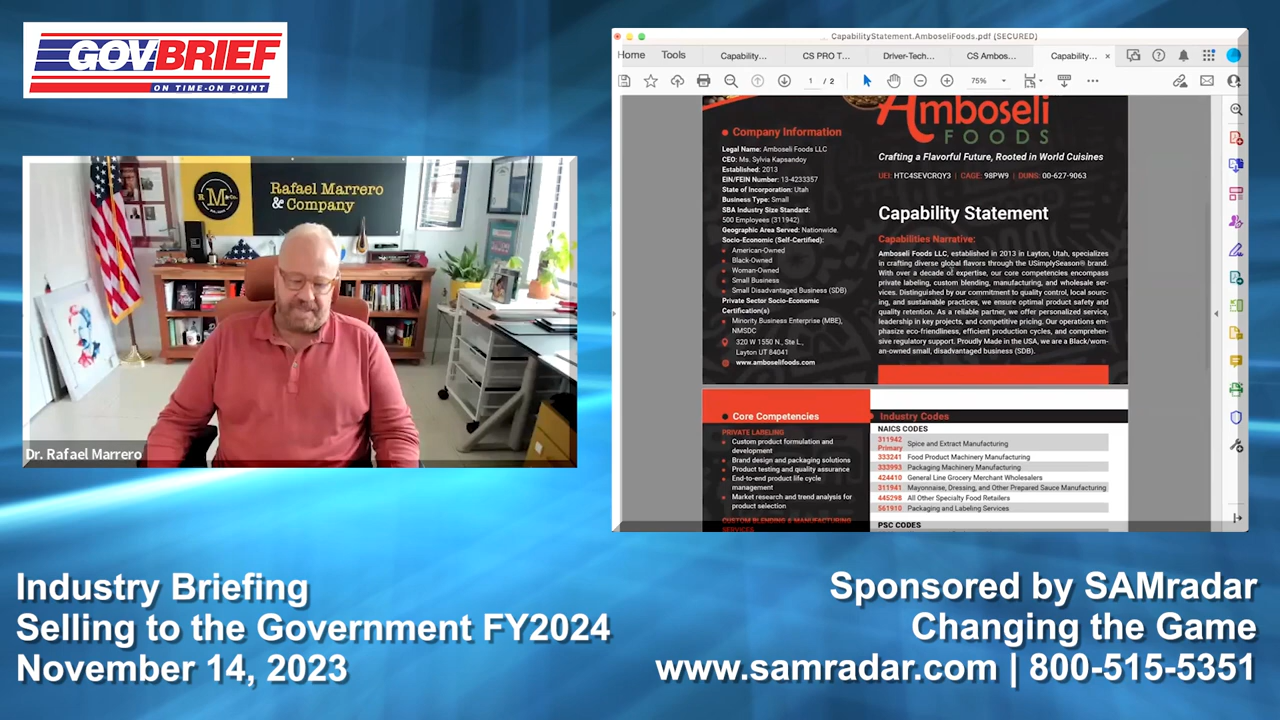 GOVBRIEF
ON TIME-ON POINT
R M Co.
Rafael Marrero
& Company
Dr. Rafael Marrero
CapabilityStatement.AmboseliFoods.pdf (SECURED)
Home Tools Capability... CS PRO T... Driver-Tech... CS Ambos... Capability... ×
1 / 2 75%
Amboseli
FOODS
Crafting a Flavorful Future, Rooted in World Cuisines
UEI: HTC4SEVCRQY3 | CAGE: 98PW9 | DUNS: 00-627-9063
Company Information
Legal Name: Amboseli Foods LLC
CEO: Ms. Sylvia Kapsandoy
Established: 2013
EIN/FEIN Number: 13-4233357
State of Incorporation: Utah
Business Type: Small
SBA Industry Size Standard:
500 Employees (311942)
Geographic Area Served: Nationwide.
Socio-Economic (Self-Certified):
American-Owned
Black-Owned
Woman-Owned
Small Business
Small Disadvantaged Business (SDB)
Private Sector Socio-Economic
Certification(s)
Minority Business Enterprise (MBE),
NMSDC
320 W 1550 N., Ste L.,
Layton UT 84041
www.amboselifoods.com
Capability Statement
Capabilities Narrative:
Amboseli Foods LLC, established in 2013 in Layton, Utah, specializes
in crafting diverse global flavors through the USimplySeason® brand.
With over a decade of expertise, our core competencies encompass
private labeling, custom blending, manufacturing, and wholesale ser-
vices. Distinguished by our commitment to quality control, local sourc-
ing, and sustainable practices, we ensure optimal product safety and
quality retention. As a reliable partner, we offer personalized service,
leadership in key projects, and competitive pricing. Our operations em-
phasize eco-friendliness, efficient production cycles, and comprehen-
sive regulatory support. Proudly Made in the USA, we are a Black/wom-
an-owned small, disadvantaged business (SDB).
Core Competencies
PRIVATE LABELING
Custom product formulation and
development
Brand design and packaging solutions
Product testing and quality assurance
End-to-end product life cycle
management
Market research and trend analysis for
product selection
CUSTOM BLENDING & MANUFACTURING
SERVICES
Industry Codes
NAICS CODES
311942 Primary Spice and Extract Manufacturing
333241 Food Product Machinery Manufacturing
333993 Packaging Machinery Manufacturing
424410 General Line Grocery Merchant Wholesalers
311941 Mayonnaise, Dressing, and Other Prepared Sauce Manufacturing
445298 All Other Specialty Food Retailers
561910 Packaging and Labeling Services
PSC CODES
Industry Briefing
Selling to the Government FY2024
November 14, 2023
Sponsored by SAMradar
Changing the Game
www.samradar.com | 800-515-5351